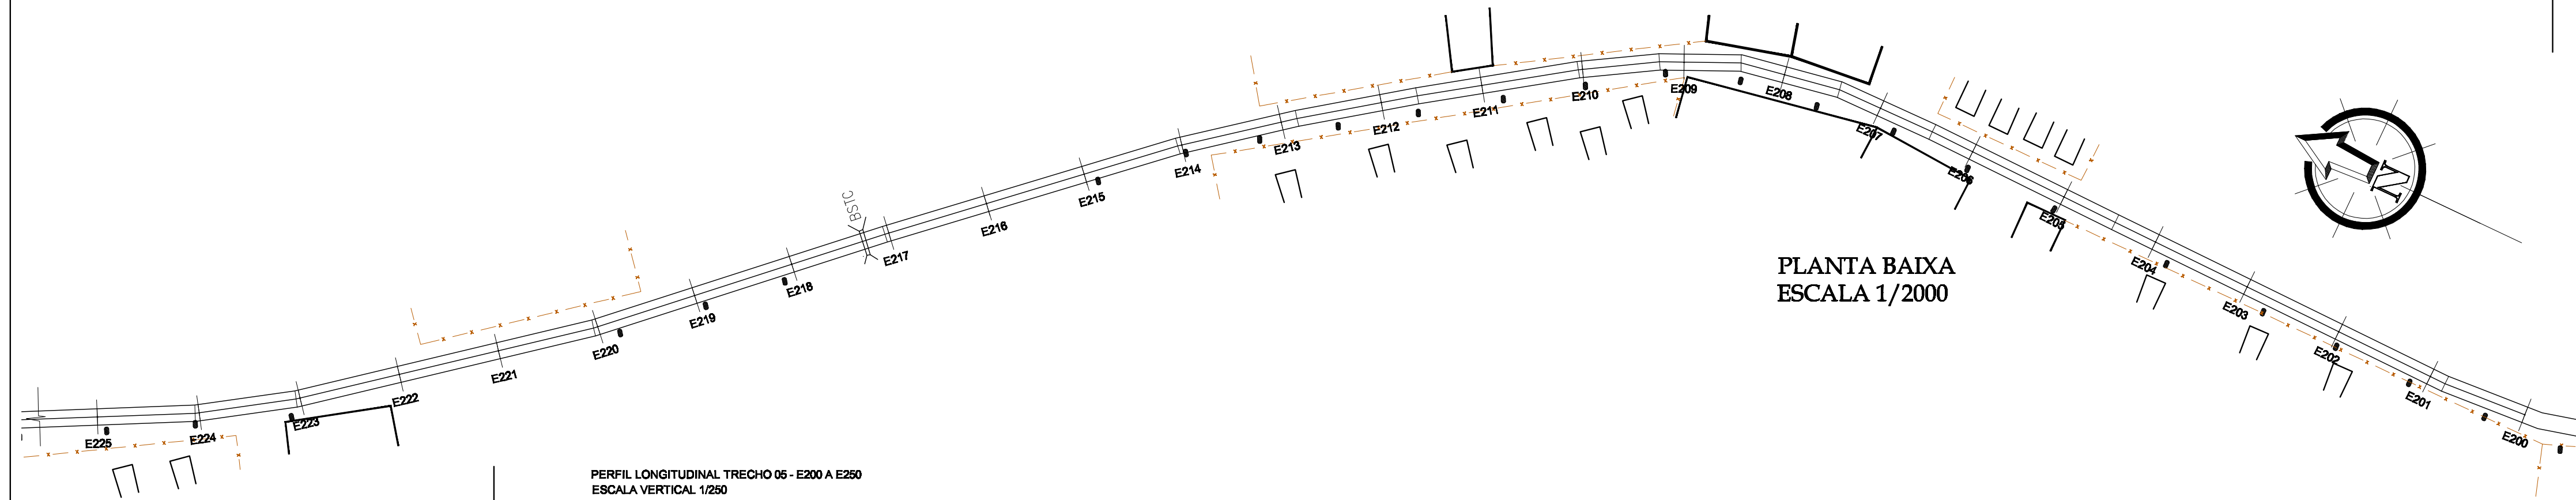 E209
E208
E210
E211
E212
E207
E213
E214
E206
E215
BSTC
E205
E216
E217
E204
N
PLANTA BAIXA
ESCALA 1/2000
E218
E203
E219
E220
E202
E221
E222
E201
E223
E224
E225
E200
PERFIL LONGITUDINAL TRECHO 05 - E200 A E250
ESCALA VERTICAL 1/250